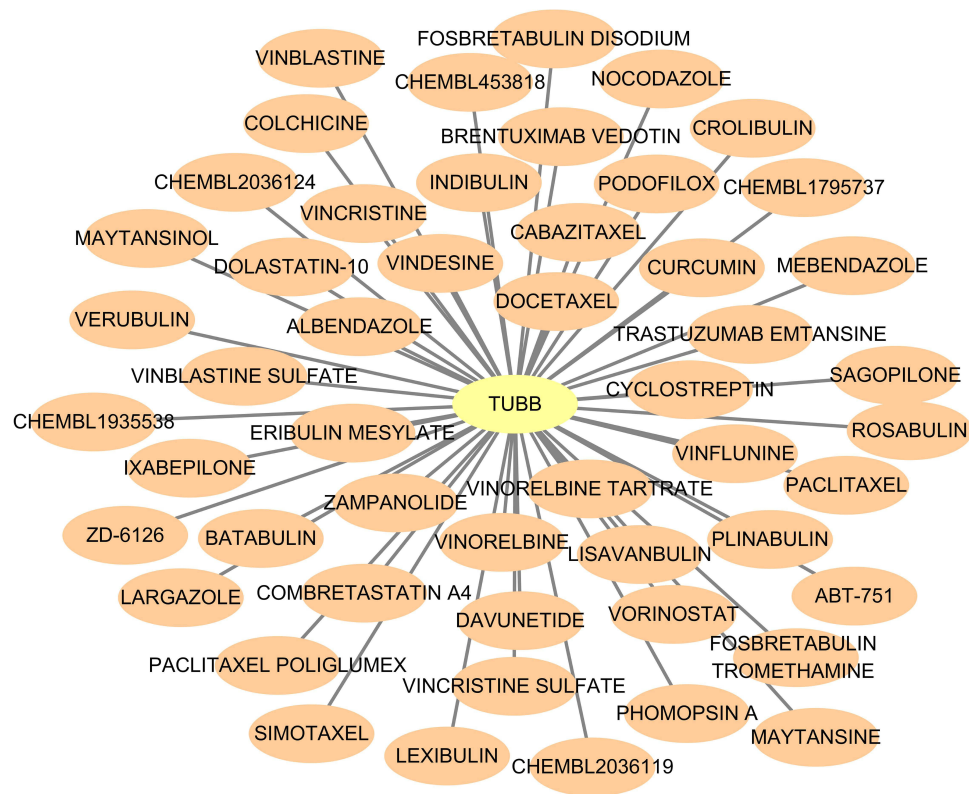 FOSBRETABULIN DISODIUM
VINBLASTINE
CHEMBL453818
NOCODAZOLE
COLCHICINE
BRENTUXIMAB VEDOTIN
CROLIBULIN
CHEMBL2036124
INDIBULIN
PODOFILOX
CHEMBL1795737
VINCRISTINE
MAYTANSINOL
CABAZITAXEL
DOLASTATIN-10
VINDESINE
CURCUMIN
MEBENDAZOLE
DOCETAXEL
VERUBULIN
ALBENDAZOLE
TRASTUZUMAB EMTANSINE
VINBLASTINE SULFATE
CYCLOSTREPTIN
SAGOPILONE
TUBB
CHEMBL1935538
ERIBULIN MESYLATE
ROSABULIN
IXABEPILONE
VINFLUNINE
PACLITAXEL
ZAMPANOLIDE
VINORELBINE TARTRATE
ZD-6126
BATABULIN
VINORELBINE
LISAVANBULIN
PLINABULIN
LARGAZOLE
COMBRETASTATIN A4
ABT-751
DAVUNETIDE
VORINOSTAT
FOSBRETABULIN
TROMETHAMINE
PACLITAXEL POLIGLUMEX
VINCRISTINE SULFATE
PHOMOPSIN A
SIMOTAXEL
MAYTANSINE
LEXIBULIN
CHEMBL2036119